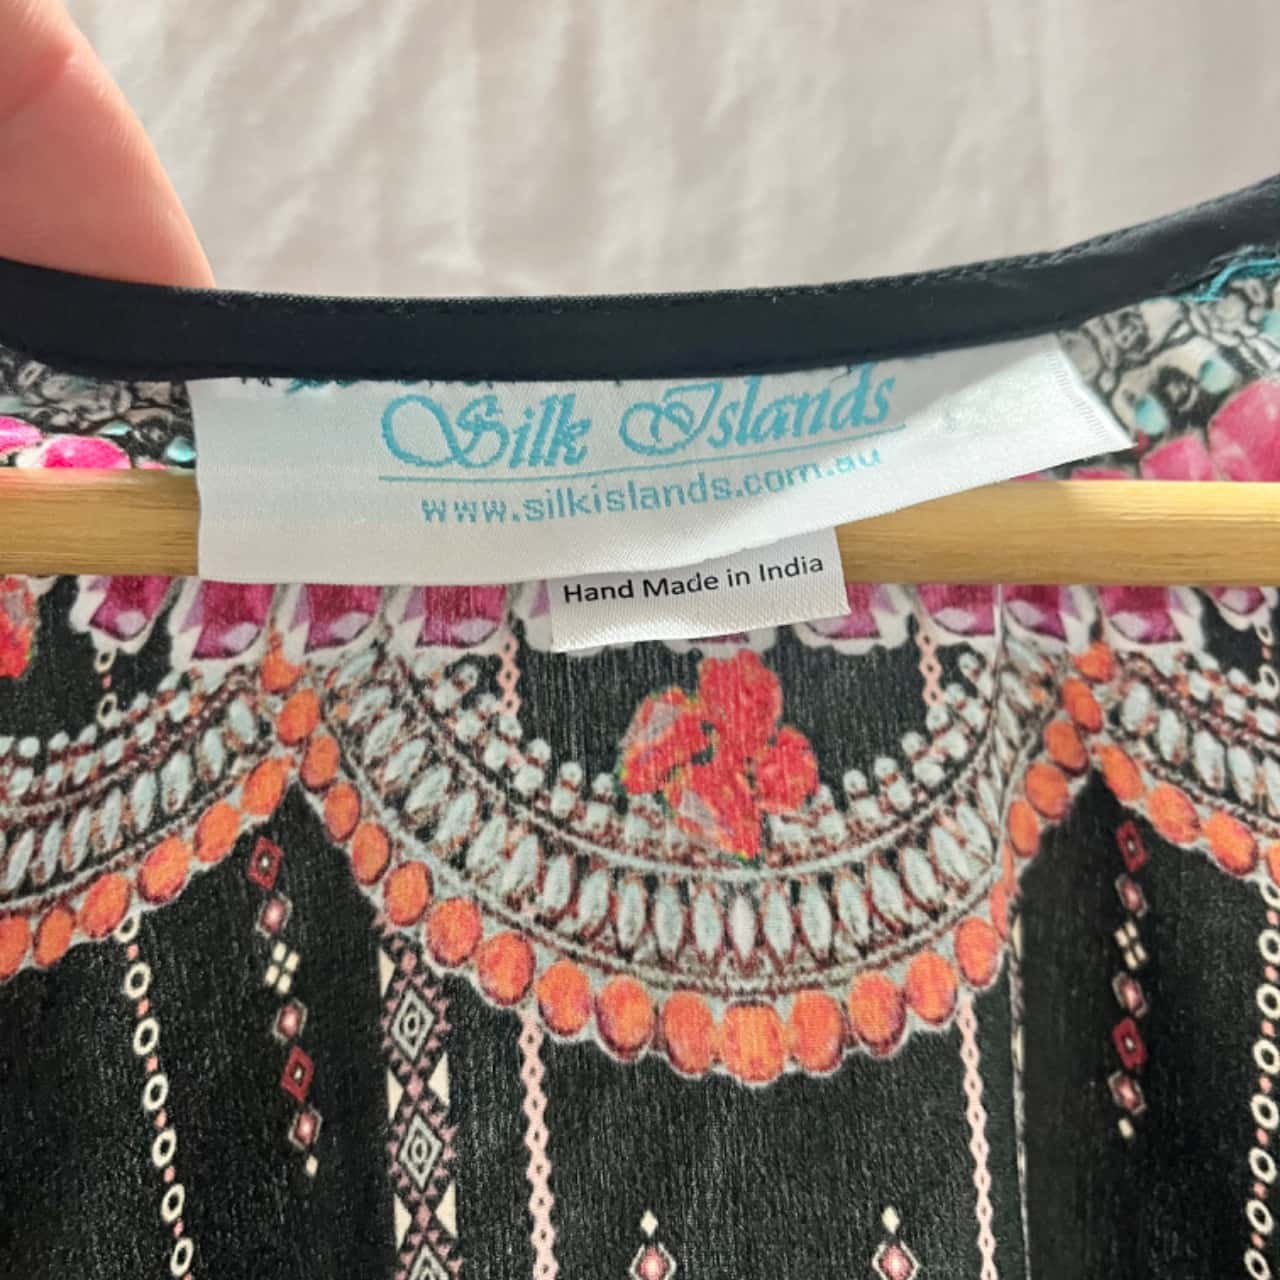 Silk Islands
www.silkislands.com.au
Hand Made in India